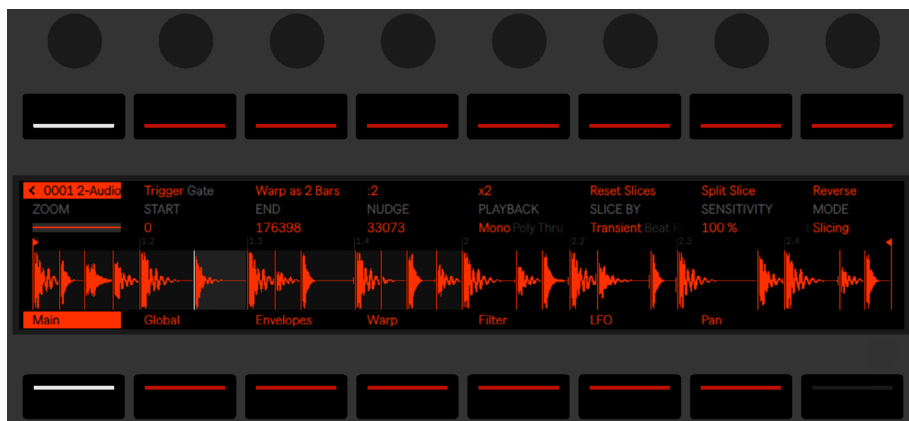 < 0001 2-Audio Trigger Gate Warp as 2 Bars :2 x2 Reset Slices Split Slice Reverse
ZOOM START END NUDGE PLAYBACK SLICE BY SENSITIVITY MODE
0 176398 33073 Mono Poly Thru Transient Beat R 100 % t Slicing
1.2 1.3 1.4 2 2.2 2.3 2.4
Main Global Envelopes Warp Filter LFO Pan